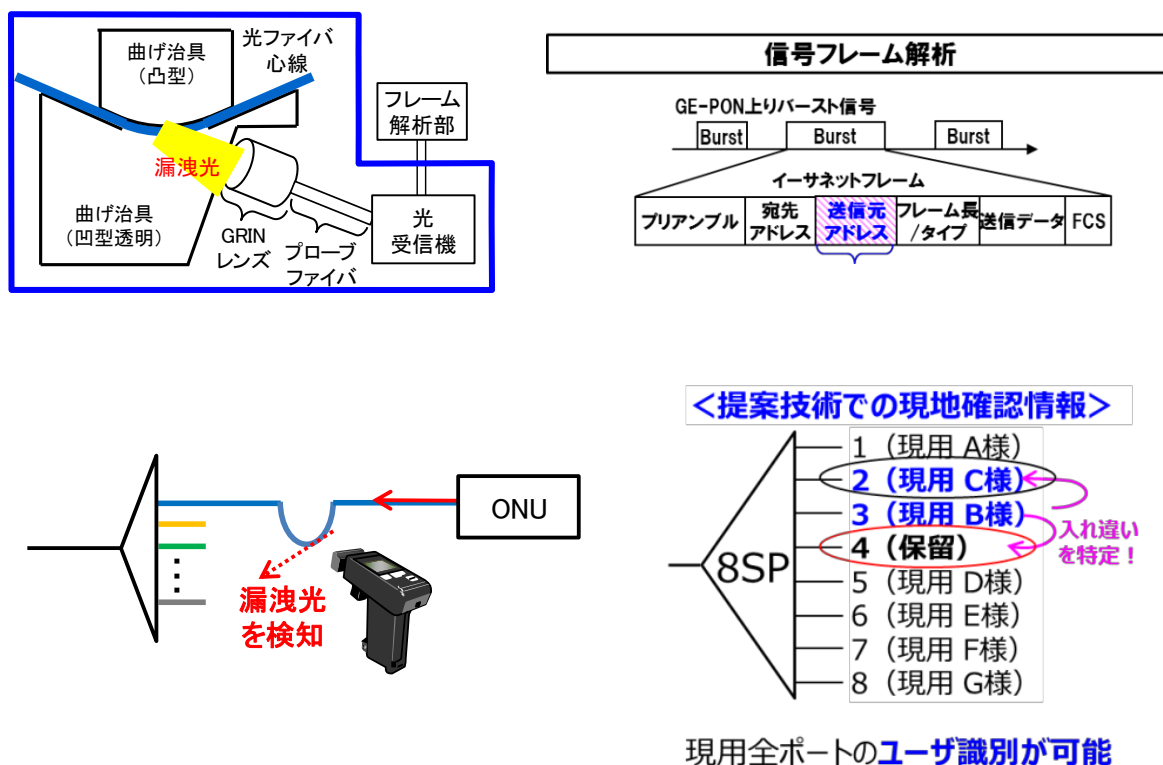 曲げ治具
（凸型）
光ファイバ
心線
フレーム
解析部
漏洩光
曲げ治具
（凹型透明）
GRIN
レンズ
プローブ
ファイバ
光
受信機
信号フレーム解析
GE-PON上りバースト信号
Burst
Burst
Burst
イーサネットフレーム
プリアンブル
宛先
アドレス
送信元
アドレス
フレーム長
/タイプ
送信データ
FCS
ONU
漏洩光
を検知
＜提案技術での現地確認情報＞
8SP
1（現用 A様）
2（現用 C様）
3（現用 B様）
4（保留）
5（現用 D様）
6（現用 E様）
7（現用 F様）
8（現用 G様）
入れ違い
を特定！
現用全ポートのユーザ識別が可能